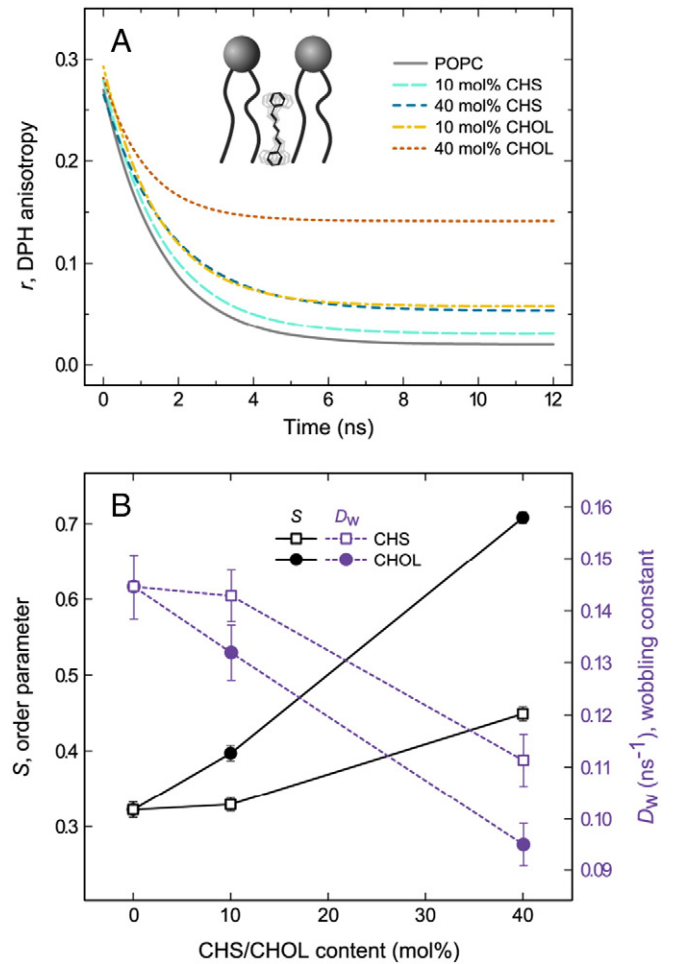 A
0.3
0.2
0.1
0.0
r, DPH anisotropy
POPC
10 mol% CHS
40 mol% CHS
10 mol% CHOL
40 mol% CHOL
0 2 4 6 8 10 12
Time (ns)
B
0.7
0.6
0.5
0.4
0.3
S, order parameter
S D_W
CHS
CHOL
0.16
0.15
0.14
0.13
0.12
0.11
0.10
0.09
D_W (ns⁻¹), wobbling constant
0 10 20 30 40
CHS/CHOL content (mol%)